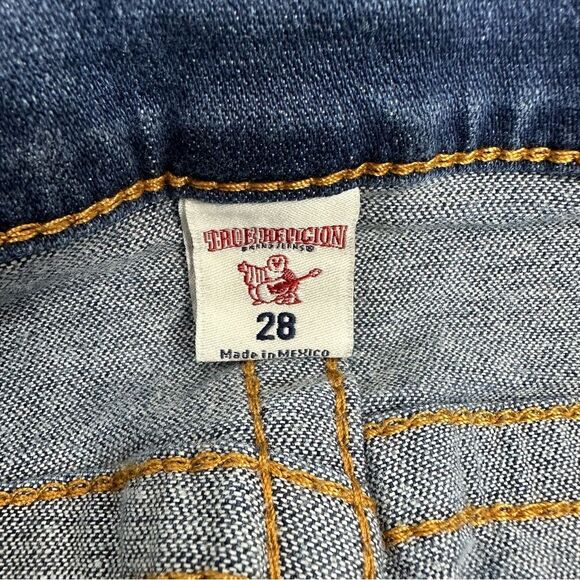 TRUE RELIGION
BRAND JEANS®
28
Made in MEXICO